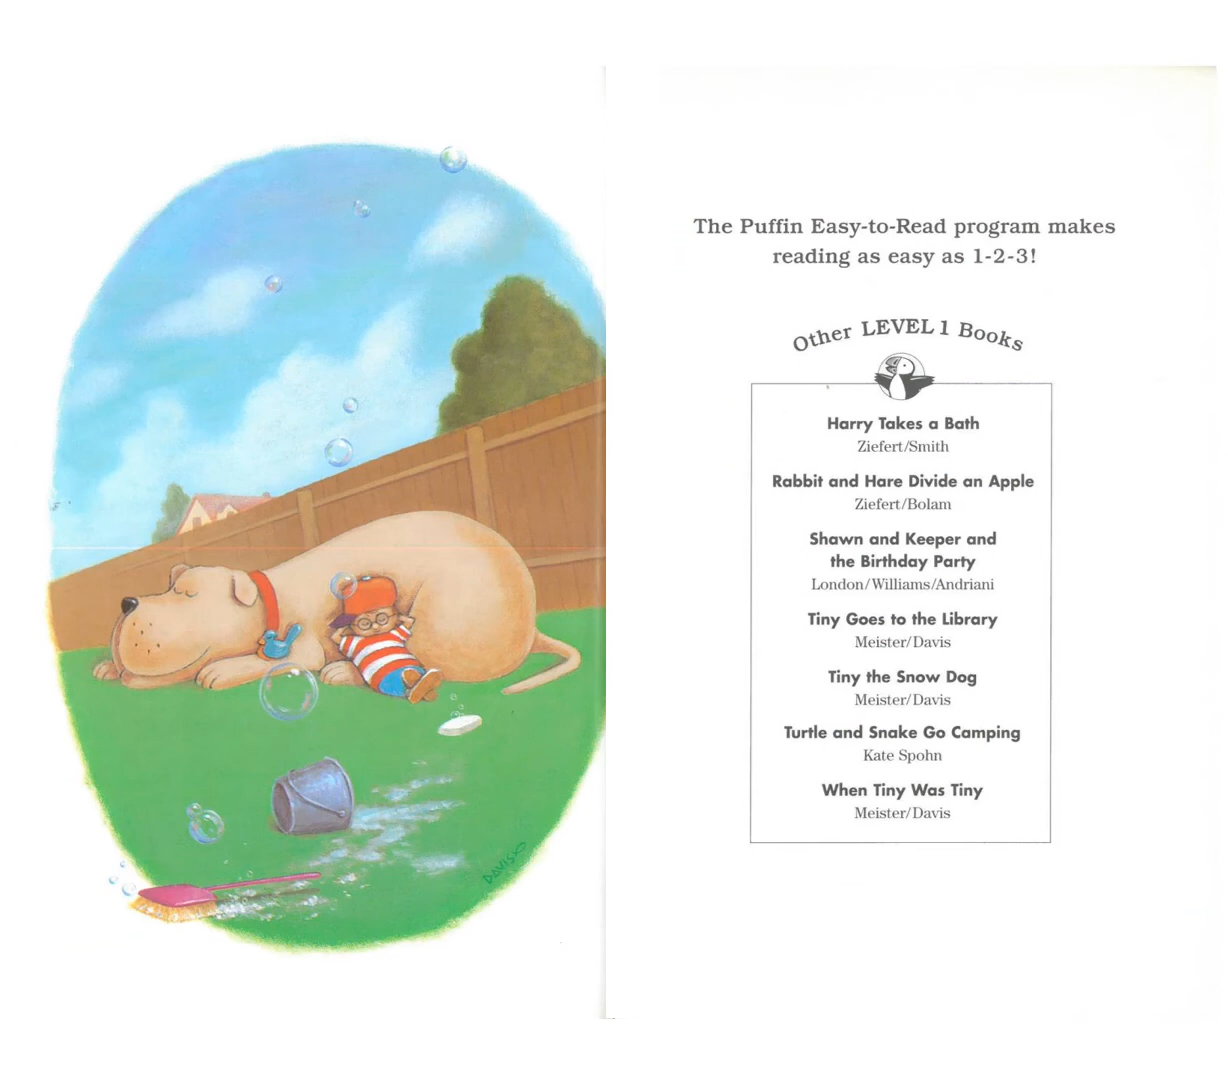 DAVIS
The Puffin Easy-to-Read program makes
reading as easy as 1-2-3!
Other LEVEL 1 Books
Harry Takes a Bath
Ziefert/Smith
Rabbit and Hare Divide an Apple
Ziefert/Bolam
Shawn and Keeper and
the Birthday Party
London/Williams/Andriani
Tiny Goes to the Library
Meister/Davis
Tiny the Snow Dog
Meister/Davis
Turtle and Snake Go Camping
Kate Spohn
When Tiny Was Tiny
Meister/Davis